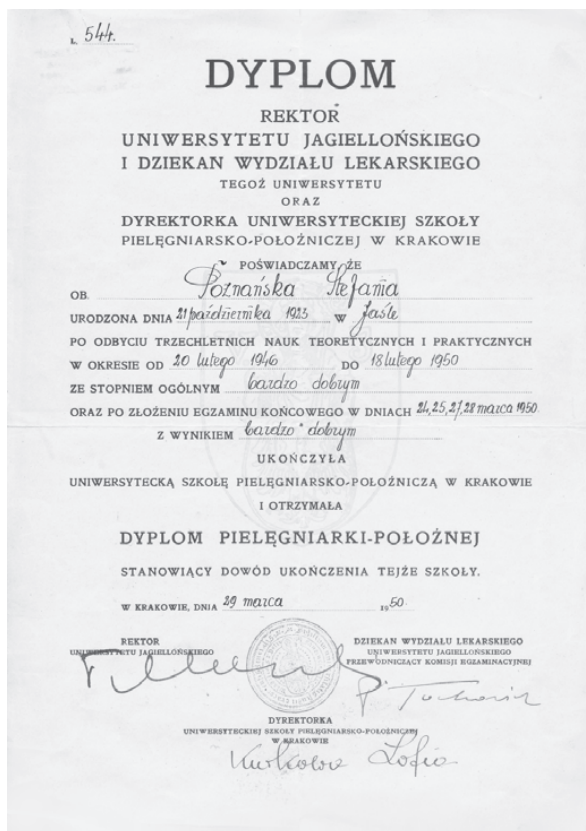 L. 544.
DYPLOM
REKTOR
UNIWERSYTETU JAGIELLOŃSKIEGO
I DZIEKAN WYDZIAŁU LEKARSKIEGO
TEGOŻ UNIWERSYTETU
ORAZ
DYREKTORKA UNIWERSYTECKIEJ SZKOŁY
PIELĘGNIARSKO-POŁOŻNICZEJ W KRAKOWIE
POŚWIADCZAMY, ŻE
OB. Poznańska Stefania
URODZONA DNIA 21 października 1923 W Jaśle
PO ODBYCIU TRZECHLETNICH NAUK TEORETYCZNYCH I PRAKTYCZNYCH
W OKRESIE OD 20 lutego 1946 DO 18 lutego 1950
ZE STOPNIEM OGÓLNYM bardzo dobrym
ORAZ PO ZŁOŻENIU EGZAMINU KOŃCOWEGO W DNIACH 24, 25, 27, 28 marca 1950.
Z WYNIKIEM bardzo dobrym
UKOŃCZYŁA
UNIWERSYTECKĄ SZKOŁĘ PIELĘGNIARSKO-POŁOŻNICZĄ W KRAKOWIE
I OTRZYMAŁA
DYPLOM PIELĘGNIARKI-POŁOŻNEJ
STANOWIĄCY DOWÓD UKOŃCZENIA TEJŻE SZKOŁY.
W KRAKOWIE, DNIA 29 marca 1950.
REKTOR
UNIWERSYTETU JAGIELLOŃSKIEGO
DZIEKAN WYDZIAŁU LEKARSKIEGO
UNIWERSYTETU JAGIELLOŃSKIEGO
PRZEWODNICZĄCY KOMISJI EGZAMINACYJNEJ
DYREKTORKA
UNIWERSYTECKIEJ SZKOŁY PIELĘGNIARSKO-POŁOŻNICZEJ
W KRAKOWIE
Zofia